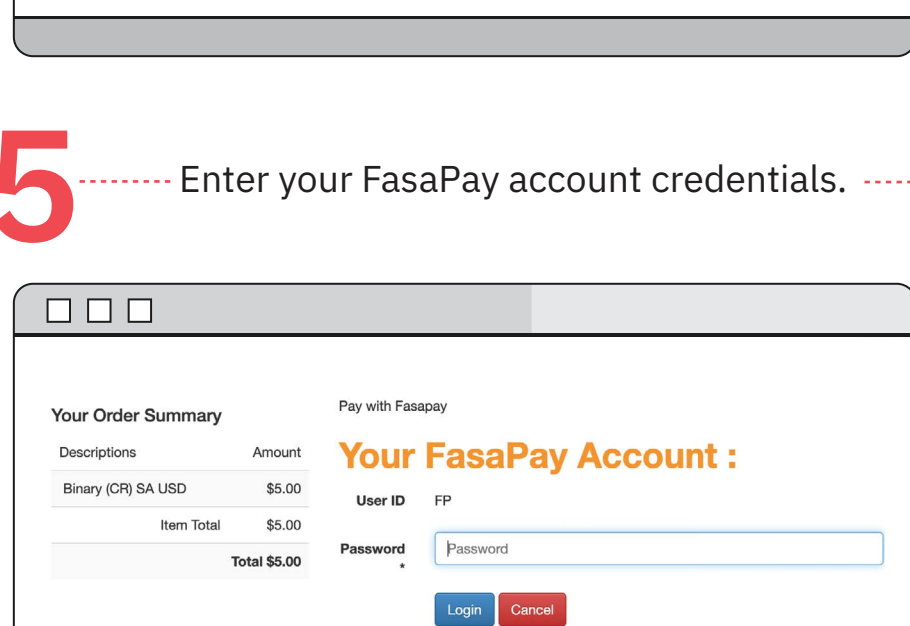 5 Enter your FasaPay account credentials.
Pay with Fasapay
Your Order Summary
Descriptions Amount
Binary (CR) SA USD $5.00
Item Total $5.00
Total $5.00
Your FasaPay Account :
User ID FP
Password * Password
Login Cancel